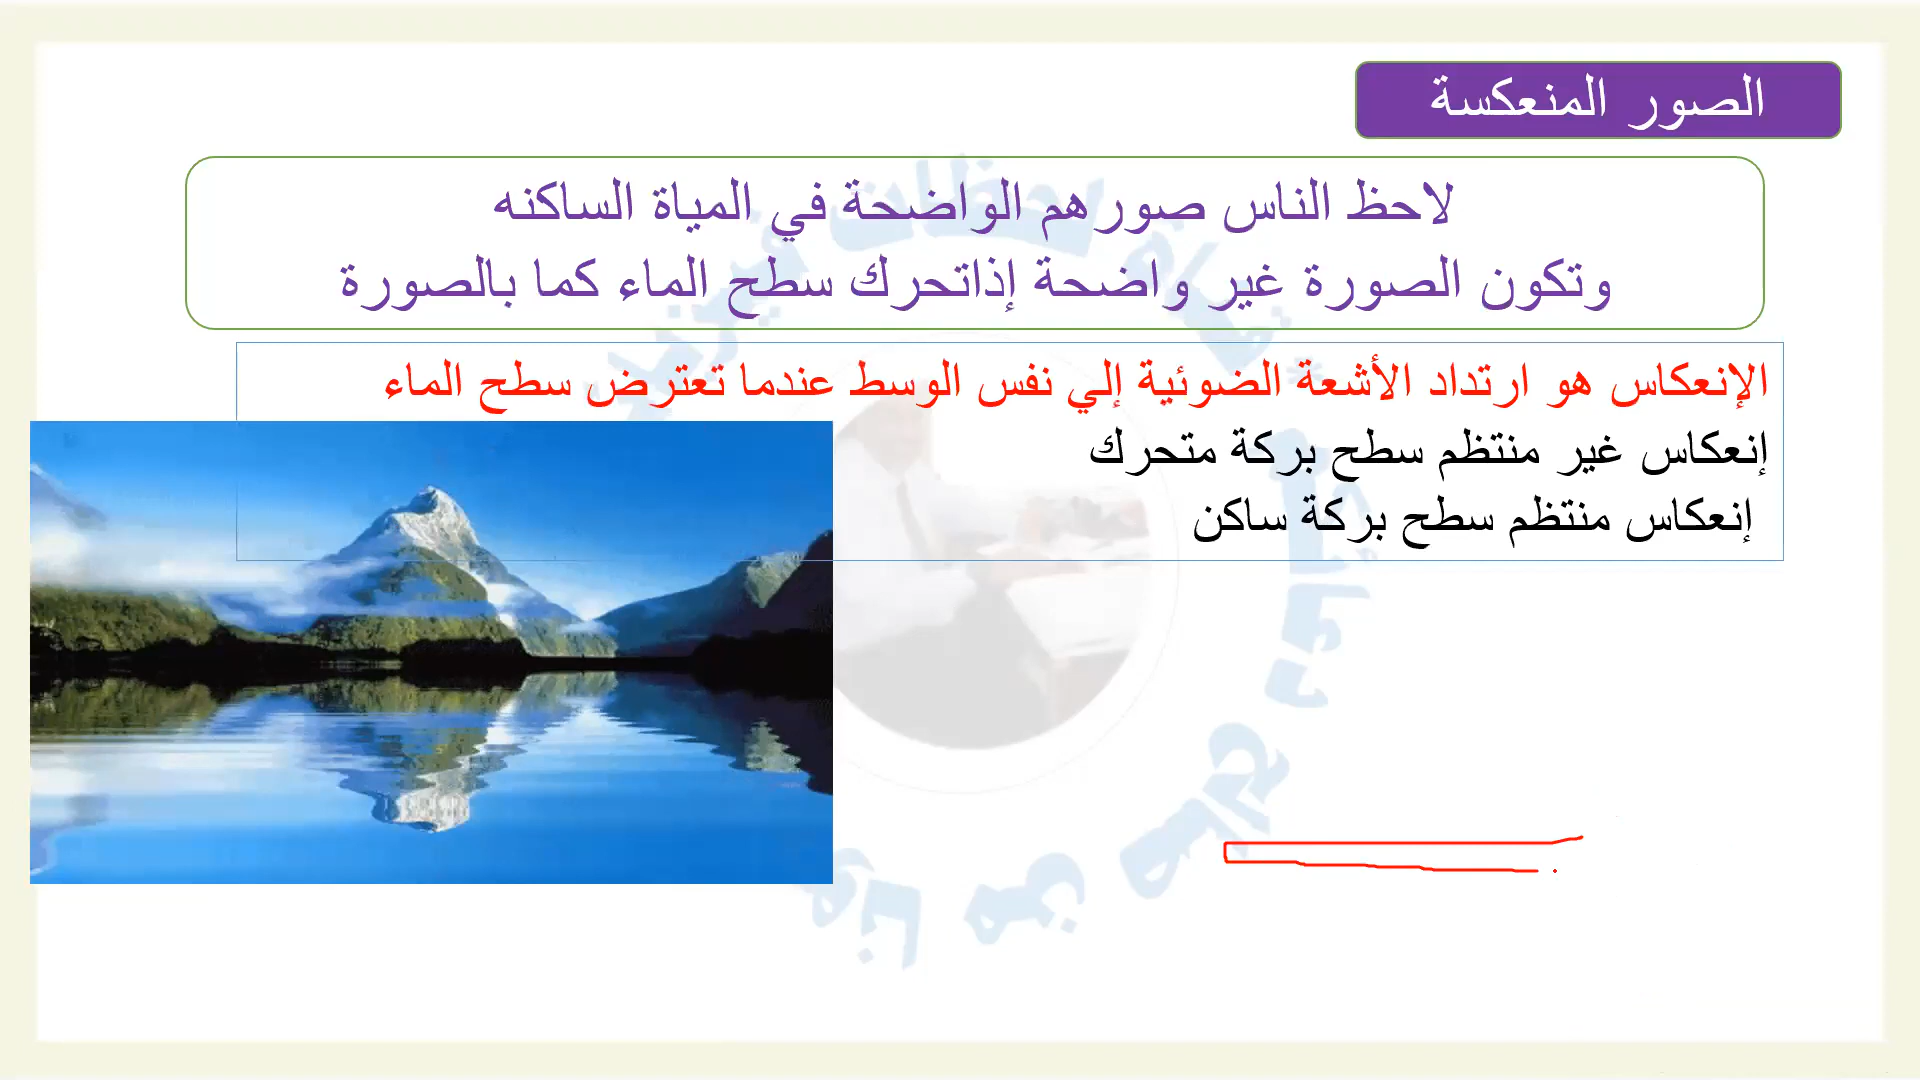 الصور المنعكسة
لاحظ الناس صورهم الواضحة في المياة الساكنه
وتكون الصورة غير واضحة إذاتحرك سطح الماء كما بالصورة
الإنعكاس هو ارتداد الأشعة الضوئية إلي نفس الوسط عندما تعترض سطح الماء
إنعكاس غير منتظم سطح بركة متحرك
إنعكاس منتظم سطح بركة ساكن